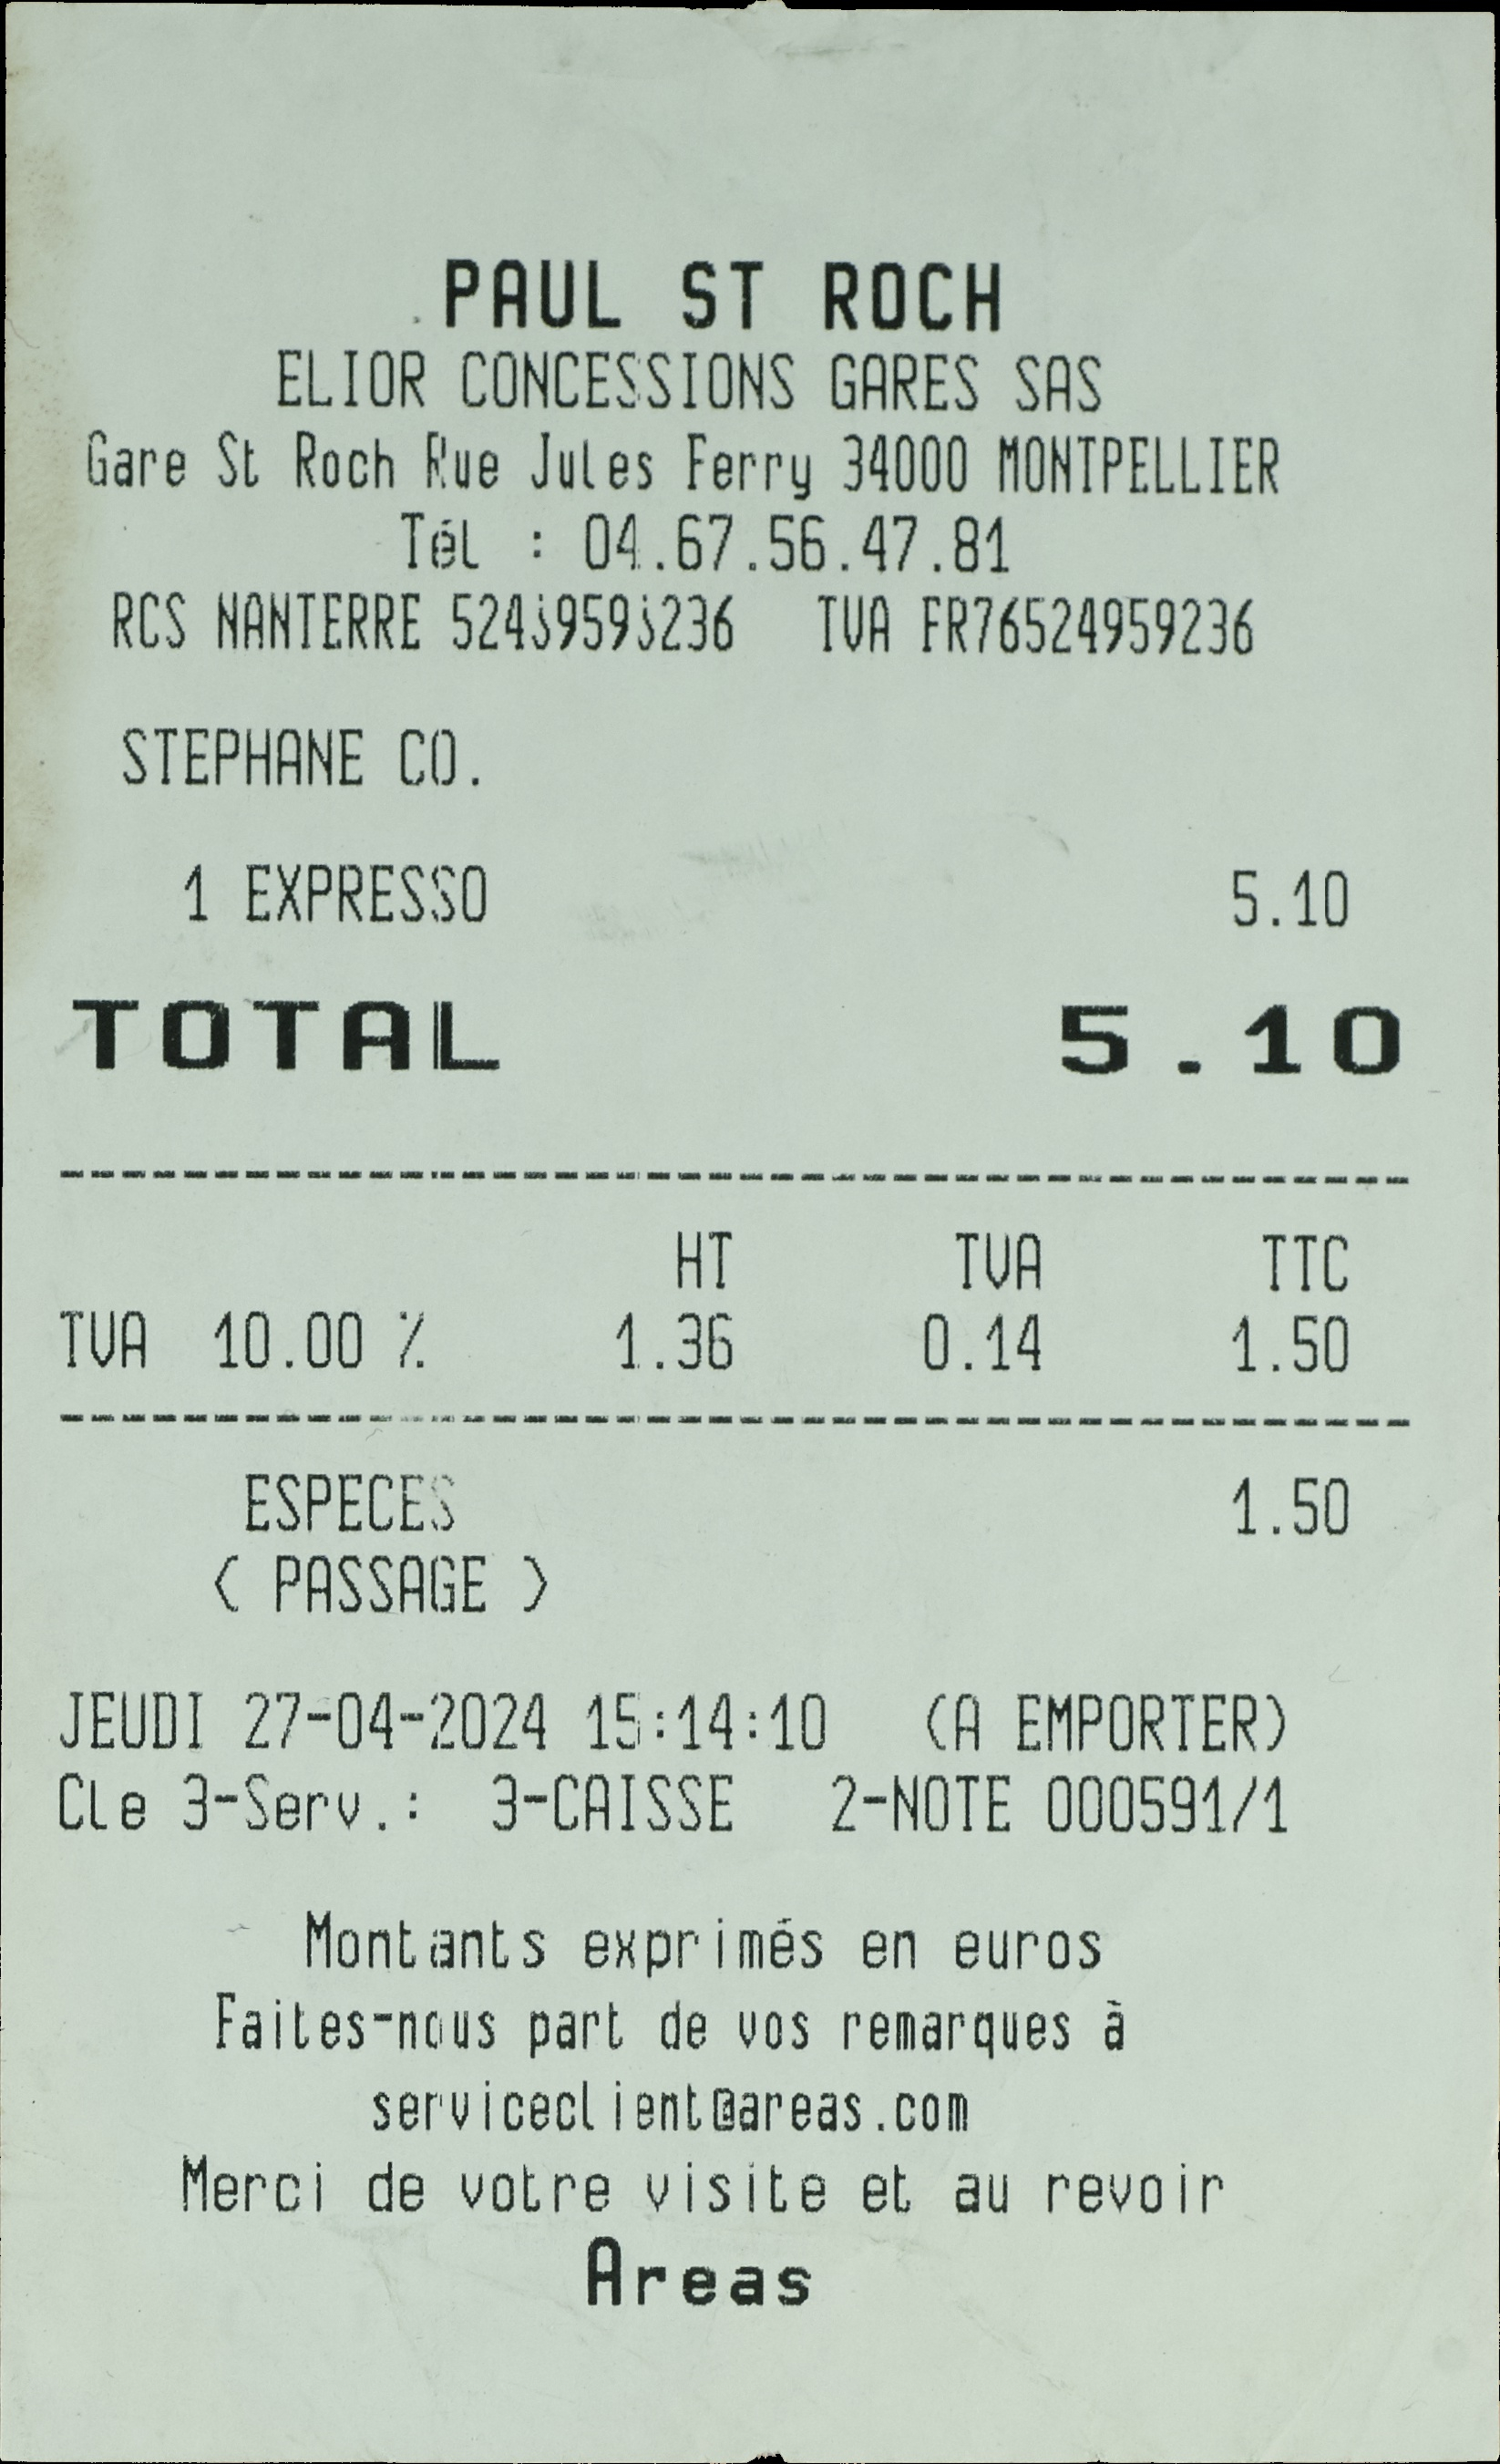 PAUL ST ROCH
ELIOR CONCESSIONS GARES SAS
Gare St Roch Rue Jules Ferry 34000 MONTPELLIER
Tél : 04.67.56.47.81
RCS NANTERRE 524j959j236 TVA FR76524959236
STEPHANE CO.
1 EXPRESSO 5.10
TOTAL 5.10
HT TVA TTC
TVA 10.00 % 1.36 0.14 1.50
ESPECES 1.50
( PASSAGE )
JEUDI 27-04-2024 15:14:10 (A EMPORTER)
Cle 3-Serv.: 3-CAISSE 2-NOTE 000591/1
Montants exprimés en euros
Faites-nous part de vos remarques à
serviceclient@areas.com
Merci de votre visite et au revoir
Areas